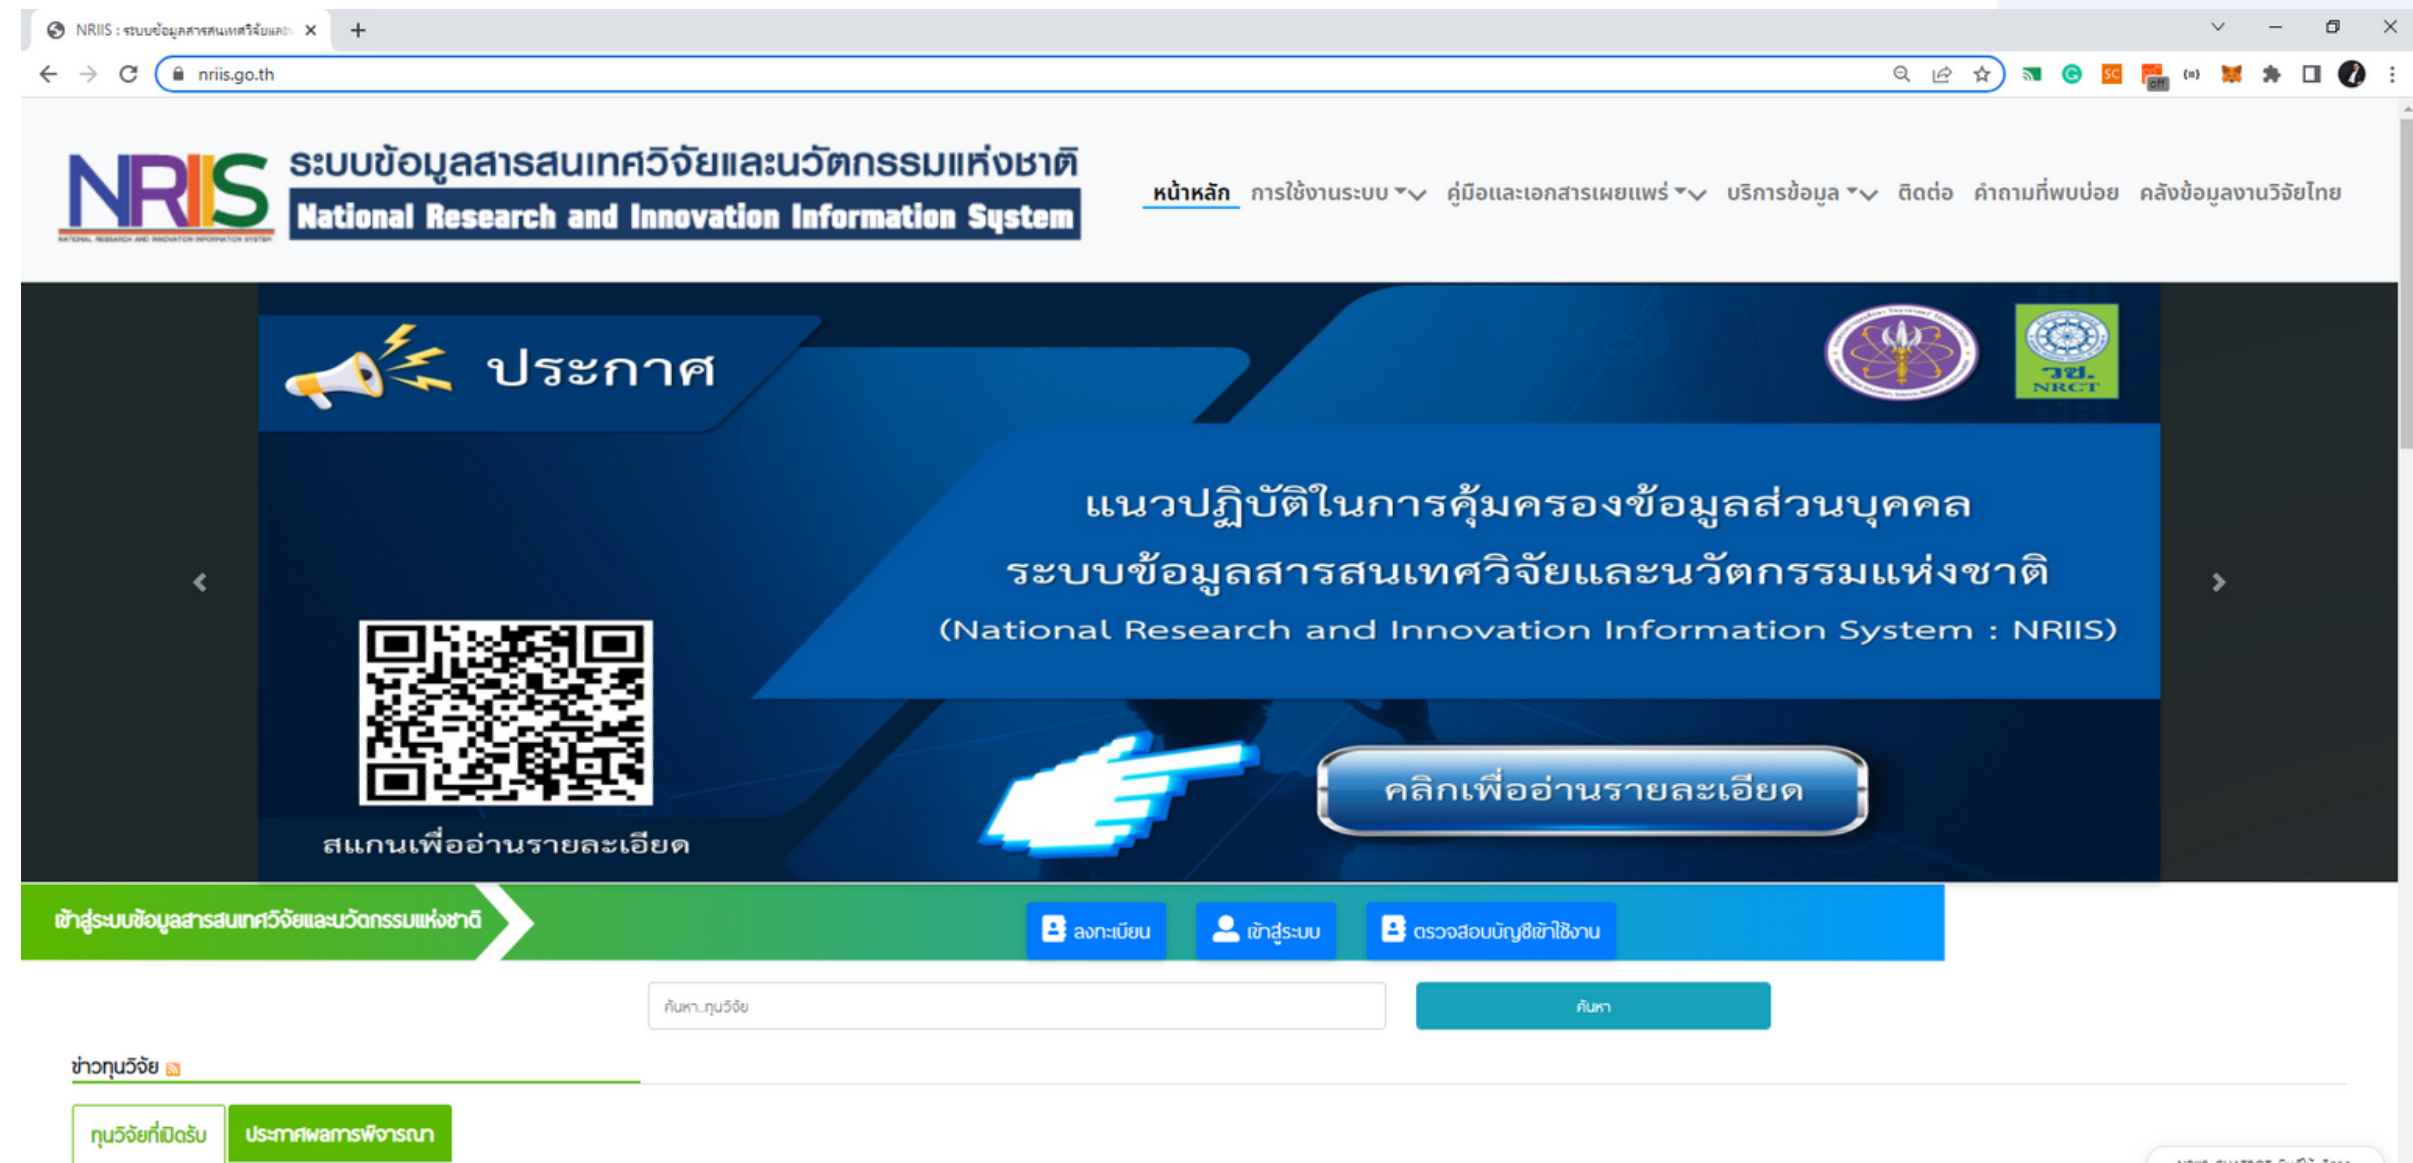 NRIIS : ระบบข้อมูลสารสนเทศวิจัยและ
nriis.go.th
NRIIS
NATIONAL RESEARCH AND INNOVATION INFORMATION SYSTEM
ระบบข้อมูลสารสนเทศวิจัยและนวัตกรรมแห่งชาติ
National Research and Innovation Information System
หน้าหลัก การใช้งานระบบ คู่มือและเอกสารเผยแพร่ บริการข้อมูล ติดต่อ คำถามที่พบบ่อย คลังข้อมูลงานวิจัยไทย
ประกาศ
วช.
NRCT
แนวปฏิบัติในการคุ้มครองข้อมูลส่วนบุคคล
ระบบข้อมูลสารสนเทศวิจัยและนวัตกรรมแห่งชาติ
(National Research and Innovation Information System : NRIIS)
คลิกเพื่ออ่านรายละเอียด
สแกนเพื่ออ่านรายละเอียด
เข้าสู่ระบบข้อมูลสารสนเทศวิจัยและนวัตกรรมแห่งชาติ
ลงทะเบียน เข้าสู่ระบบ ตรวจสอบบัญชีเข้าใช้งาน
ค้นหา..ทุนวิจัย ค้นหา
ข่าวทุนวิจัย
ทุนวิจัยที่เปิดรับ ประกาศผลการพิจารณา